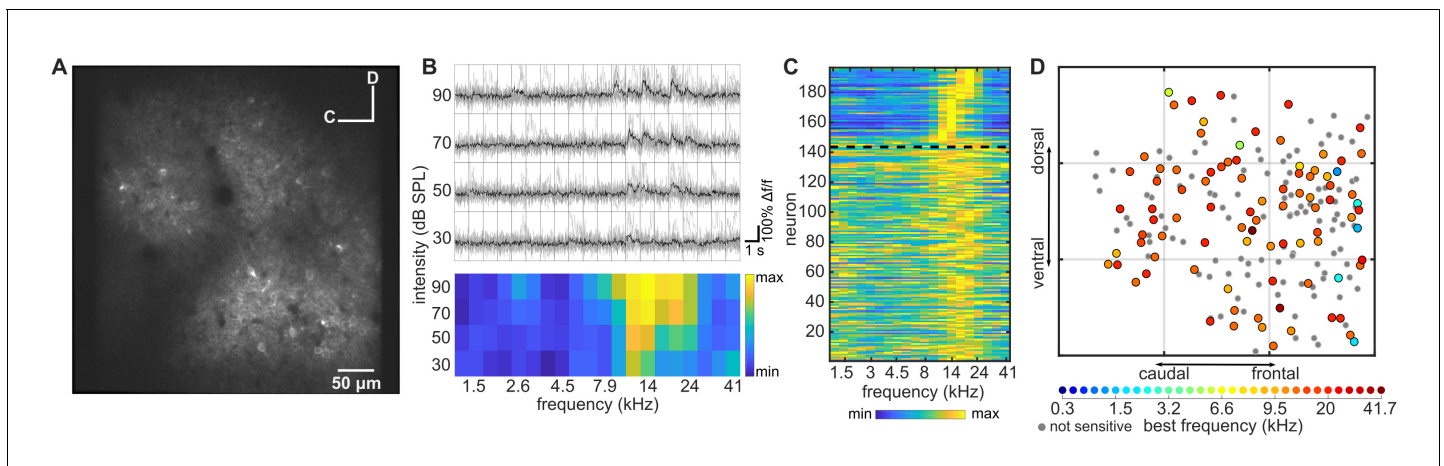 A
D
C
50 µm
B
90
70
50
30
intensity (dB SPL)
100% Δf/f
1 s
90
70
50
30
max
min
1.5 2.6 4.5 7.9 14 24 41
frequency (kHz)
C
180
160
140
120
100
80
60
40
20
neuron
1.5 3 4.5 8 14 24 41
frequency (kHz)
min max
D
dorsal
ventral
caudal frontal
0.3 1.5 3.2 6.6 9.5 20 41.7
not sensitive best frequency (kHz)